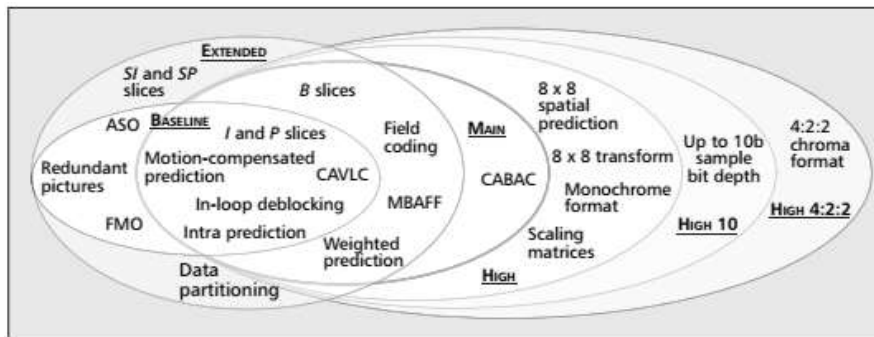 EXTENDED
SI and SP
slices
B slices
8 x 8
spatial
prediction
ASO
BASELINE
I and P slices
Field
coding
MAIN
Up to 10b
sample
bit depth
4:2:2
chroma
format
Redundant
pictures
Motion-compensated
prediction
CAVLC
8 x 8 transform
CABAC
In-loop deblocking
MBAFF
Monochrome
format
HIGH 4:2:2
FMO
Intra prediction
HIGH 10
Weighted
prediction
Scaling
matrices
Data
partitioning
HIGH